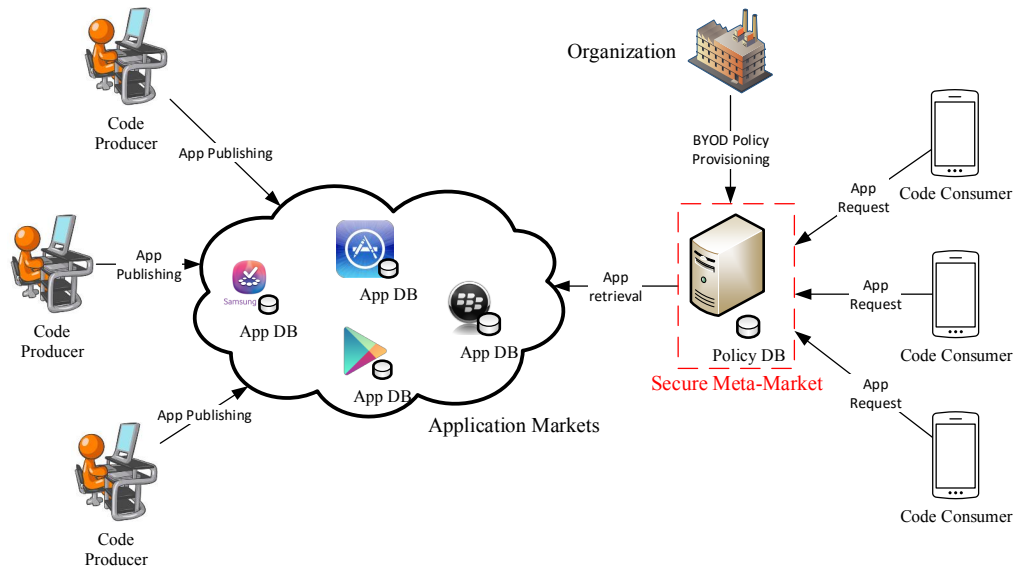 Code
Producer
App Publishing
Organization
BYOD Policy
Provisioning
App
Request
Code Consumer
Code
Producer
App
Publishing
Samsung
App DB
App DB
App DB
App DB
App
retrieval
Policy DB
Secure Meta-Market
App
Request
Code Consumer
App Publishing
Application Markets
App
Request
Code Consumer
Code
Producer